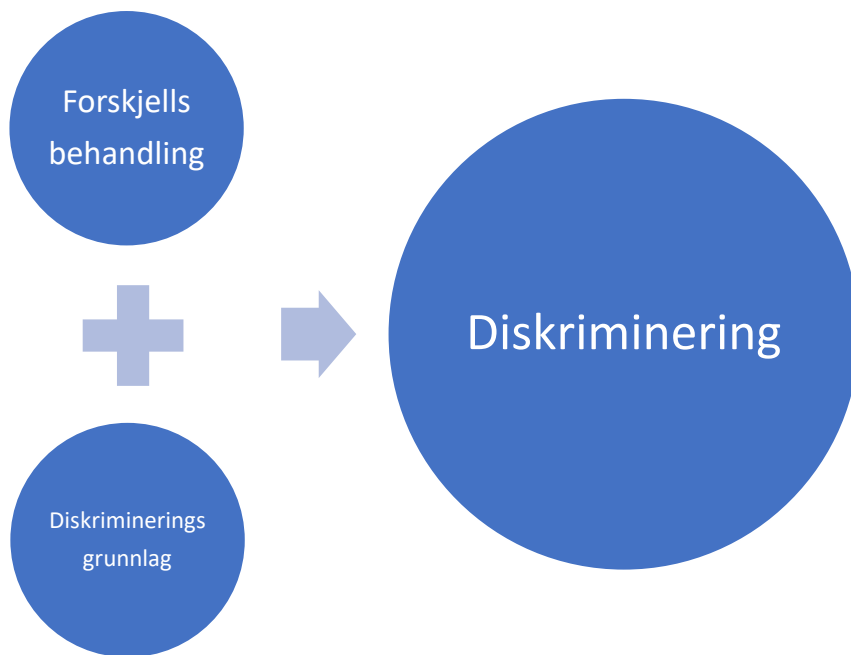 Forskjells
behandling
Diskriminerings
grunnlag
Diskriminering